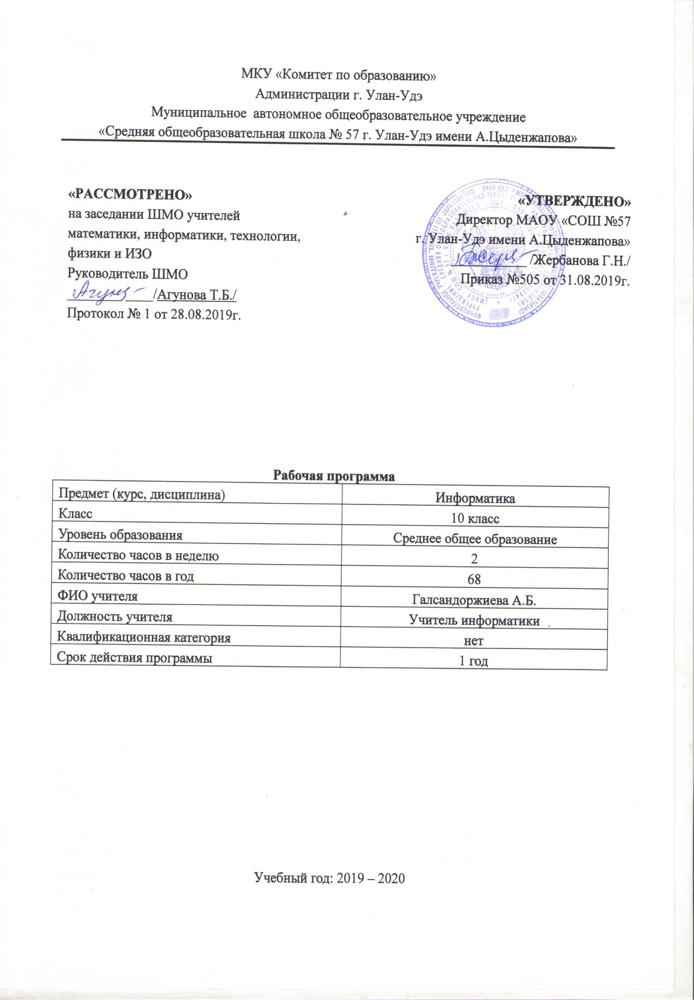 МКУ «Комитет по образованию»
Администрации г. Улан-Удэ
Муниципальное автономное общеобразовательное учреждение
«Средняя общеобразовательная школа № 57 г. Улан-Удэ имени А.Цыденжапова»
«РАССМОТРЕНО»
на заседании ШМО учителей
математики, информатики, технологии,
физики и ИЗО
Руководитель ШМО
/Агунова Т.Б./
Протокол № 1 от 28.08.2019г.
«УТВЕРЖДЕНО»
Директор МАОУ «СОШ №57
г. Улан-Удэ имени А.Цыденжапова»
/Жербанова Г.Н./
Приказ №505 от 31.08.2019г.
Рабочая программа
Предмет (курс, дисциплина) Информатика
Класс 10 класс
Уровень образования Среднее общее образование
Количество часов в неделю 2
Количество часов в год 68
ФИО учителя Галсандоржиева А.Б.
Должность учителя Учитель информатики
Квалификационная категория нет
Срок действия программы 1 год
Учебный год: 2019 – 2020